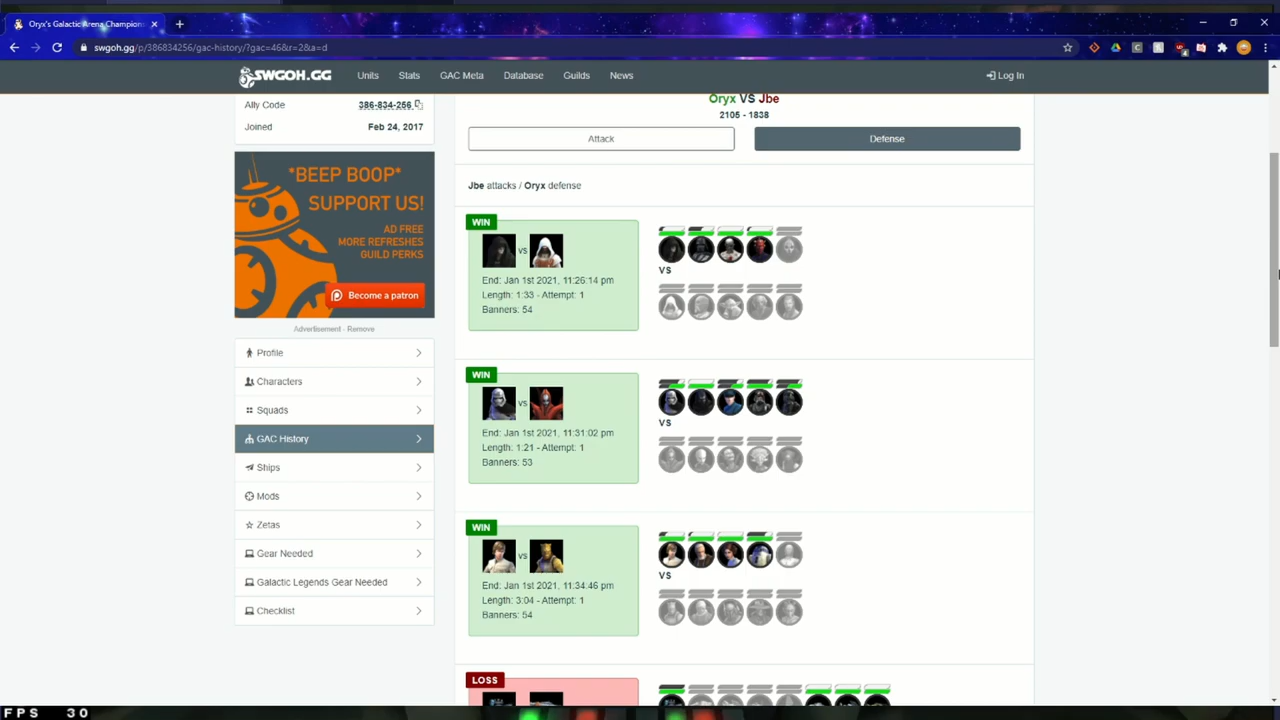 Oryx's Galactic Arena Champions
swgoh.gg/p/386834256/gac-history/?gac=46&r=2&a=d
SWGOH.GG
Units
Stats
GAC Meta
Database
Guilds
News
Log In
Ally Code
386-834-256
Joined
Feb 24, 2017
*BEEP BOOP*
SUPPORT US!
AD FREE
MORE REFRESHES
GUILD PERKS
Become a patron
Advertisement - Remove
Profile
Characters
Squads
GAC History
Ships
Mods
Zetas
Gear Needed
Galactic Legends Gear Needed
Checklist
Oryx VS Jbe
2105 - 1838
Attack
Defense
Jbe attacks / Oryx defense
WIN
vs
End: Jan 1st 2021, 11:26:14 pm
Length: 1:33 - Attempt: 1
Banners: 54
VS
WIN
vs
End: Jan 1st 2021, 11:31:02 pm
Length: 1:21 - Attempt: 1
Banners: 53
VS
WIN
vs
End: Jan 1st 2021, 11:34:46 pm
Length: 3:04 - Attempt: 1
Banners: 54
VS
LOSS
FPS 30